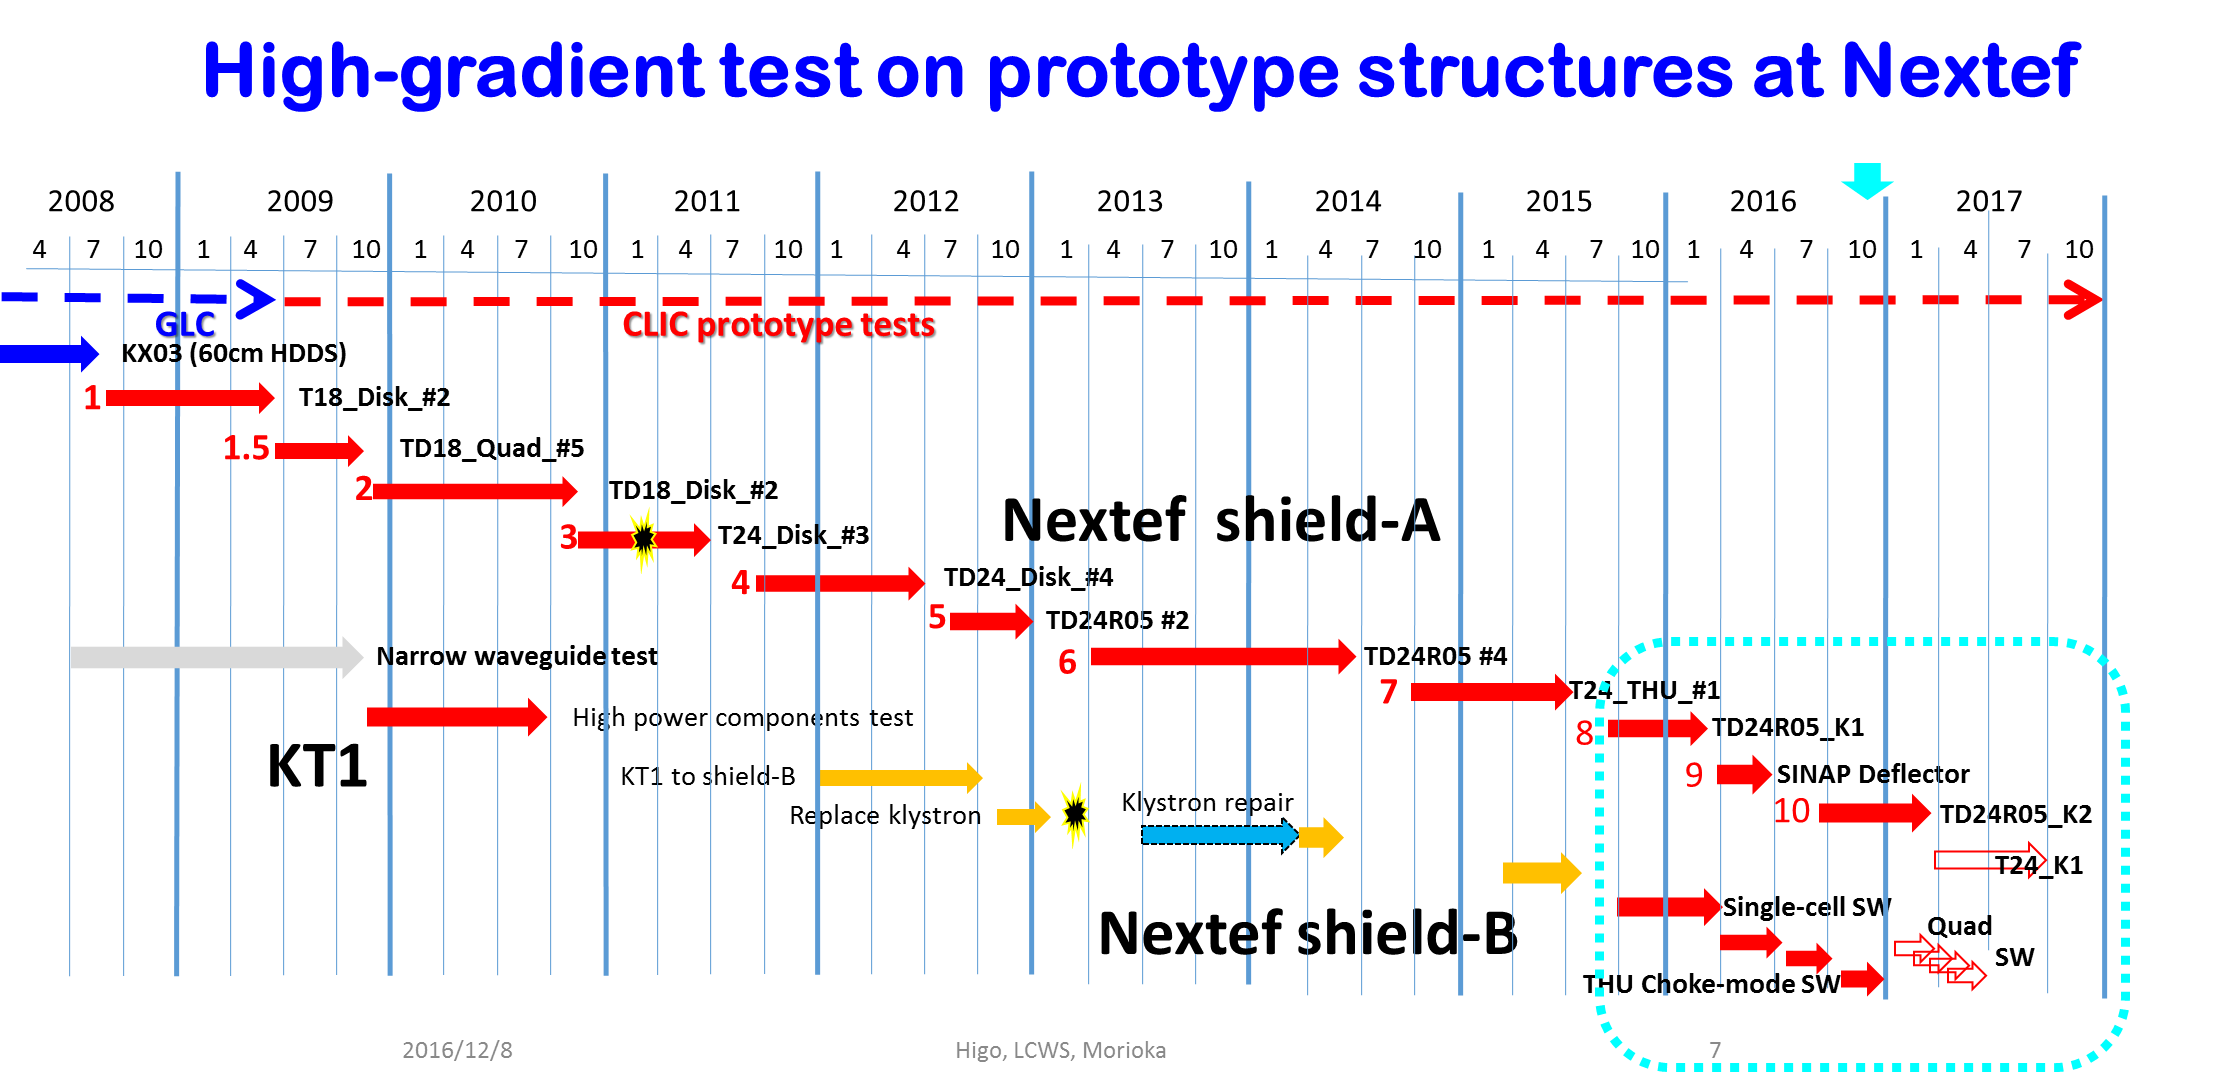 High-gradient test on prototype structures at Nextef
2008 2009 2010 2011 2012 2013 2014 2015 2016 2017
4 7 10 1 4 7 10 1 4 7 10 1 4 7 10 1 4 7 10 1 4 7 10 1 4 7 10 1 4 7 10 1 4 7 10 1 4 7 10
GLC
CLIC prototype tests
KX03 (60cm HDDS)
1 T18_Disk_#2
1.5 TD18_Quad_#5
2 TD18_Disk_#2
Nextef shield-A
3 T24_Disk_#3
4 TD24_Disk_#4
5 TD24R05 #2
Narrow waveguide test
6 TD24R05 #4
7 T24_THU_#1
High power components test
8 TD24R05_K1
KT1
KT1 to shield-B
9 SINAP Deflector
Klystron repair
Replace klystron
10 TD24R05_K2
T24_K1
Single-cell SW
Nextef shield-B
Quad
SW
THU Choke-mode SW
2016/12/8
Higo, LCWS, Morioka
7